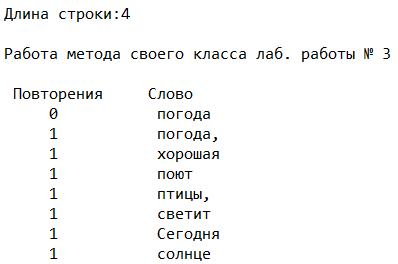 Длина строки:4
Работа метода своего класса лаб. работы № 3
Повторения Слово
0 погода
1 погода,
1 хорошая
1 поют
1 птицы,
1 светит
1 Сегодня
1 солнце